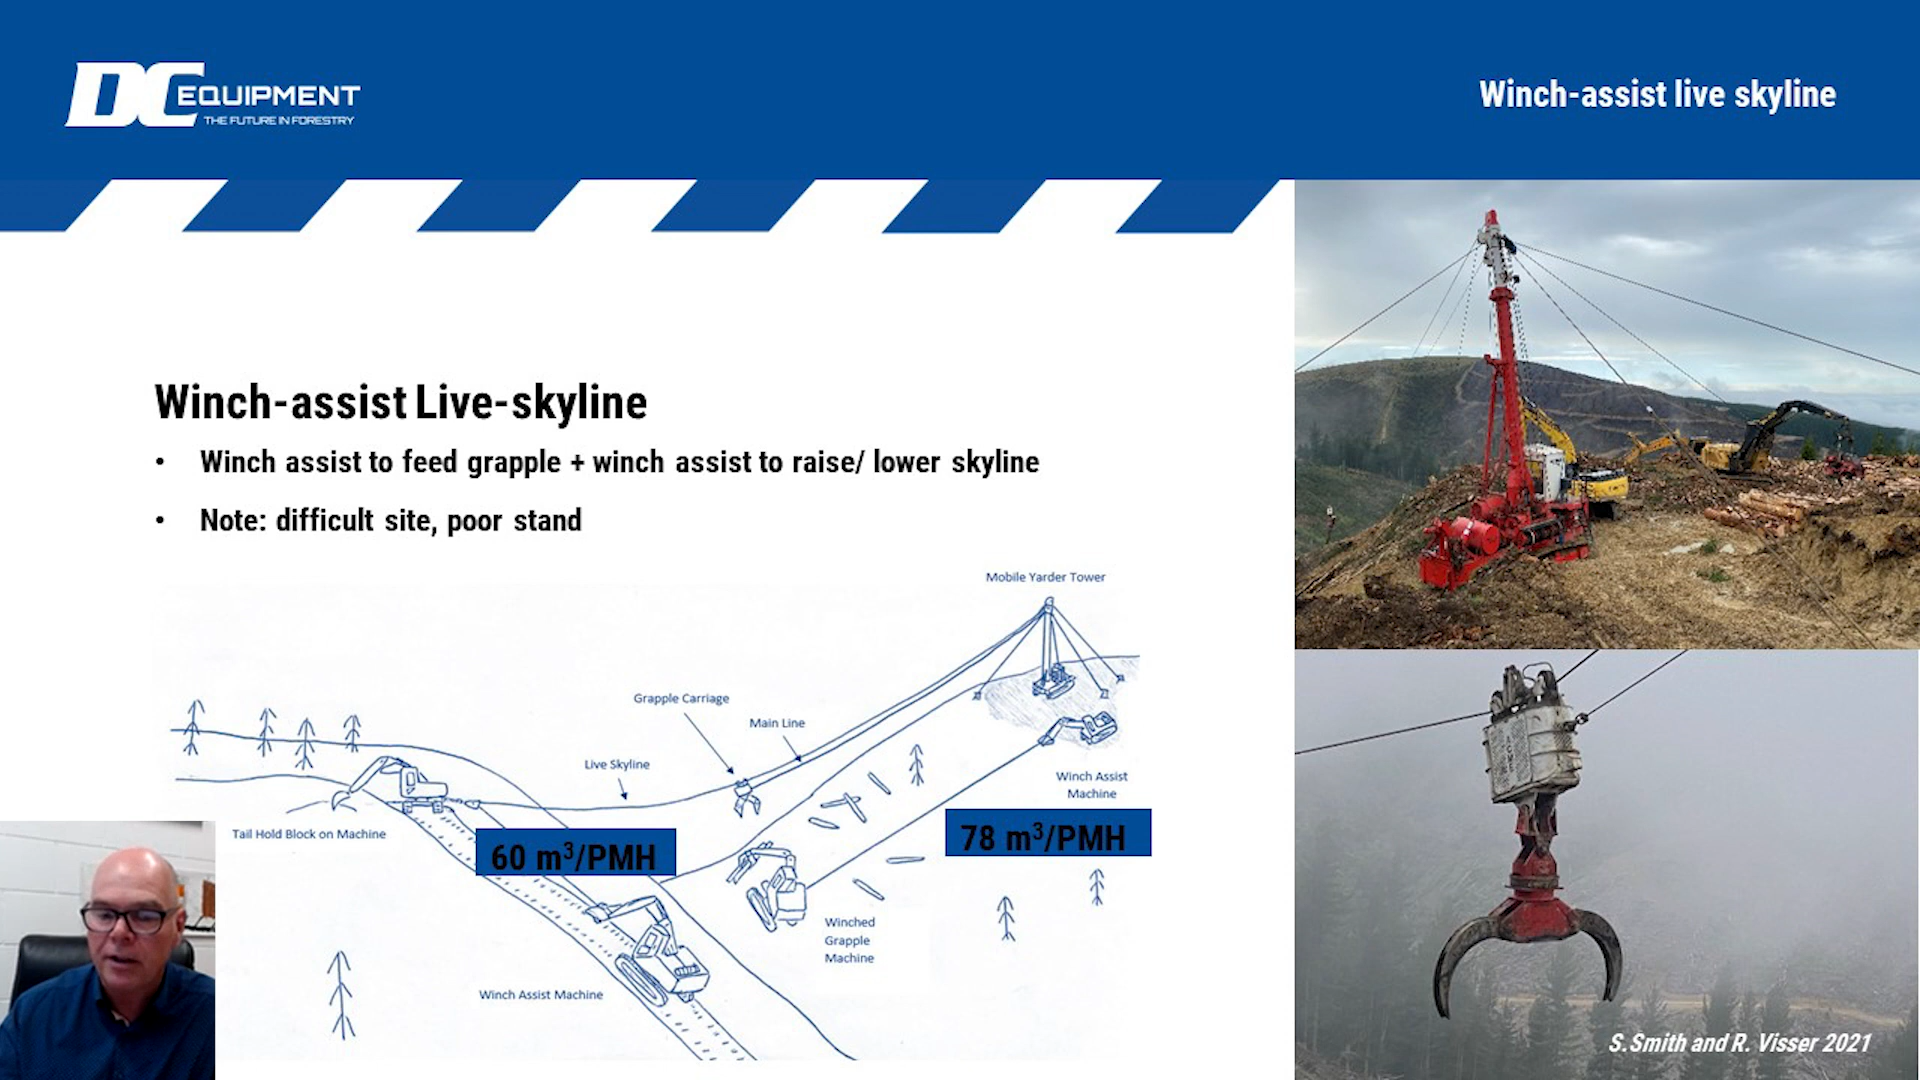 DC EQUIPMENT
THE FUTURE IN FORESTRY
Winch-assist live skyline
Winch-assist Live-skyline
• Winch assist to feed grapple + winch assist to raise/ lower skyline
• Note: difficult site, poor stand
Mobile Yarder Tower
Grapple Carriage
Main Line
Live Skyline
Winch Assist
Machine
Tail Hold Block on Machine
60 m³/PMH
78 m³/PMH
Winched
Grapple
Machine
Winch Assist Machine
ACME
S.Smith and R. Visser 2021